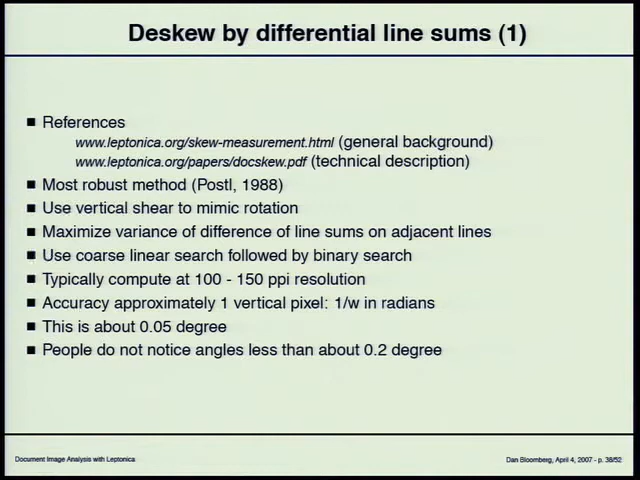 Deskew by differential line sums (1)
References
www.leptonica.org/skew-measurement.html (general background)
www.leptonica.org/papers/docskew.pdf (technical description)
Most robust method (Postl, 1988)
Use vertical shear to mimic rotation
Maximize variance of difference of line sums on adjacent lines
Use coarse linear search followed by binary search
Typically compute at 100 - 150 ppi resolution
Accuracy approximately 1 vertical pixel: 1/w in radians
This is about 0.05 degree
People do not notice angles less than about 0.2 degree
Document Image Analysis with Leptonica
Dan Bloomberg, April 4, 2007 - p. 38/52